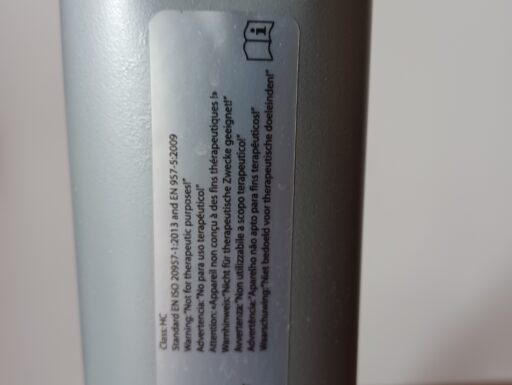 Class: HC
Standard EN ISO 20957-1:2013 and EN 957-5:2009
Warning: "Not for therapeutic purposes!"
Advertencia: "No para uso terapéutico!"
Attention: «Appareil non conçu à des fins thérapeutiques !»
Warnhinweis: "Nicht für therapeutische Zwecke geeignet!"
Avvertenza: "Non utilizzabile a scopo terapeutico!"
Advertência: "Aparelho não apto para fins terapêuticos!"
Waarschuwing: "Niet bedoeld voor therapeutische doeleinden!"